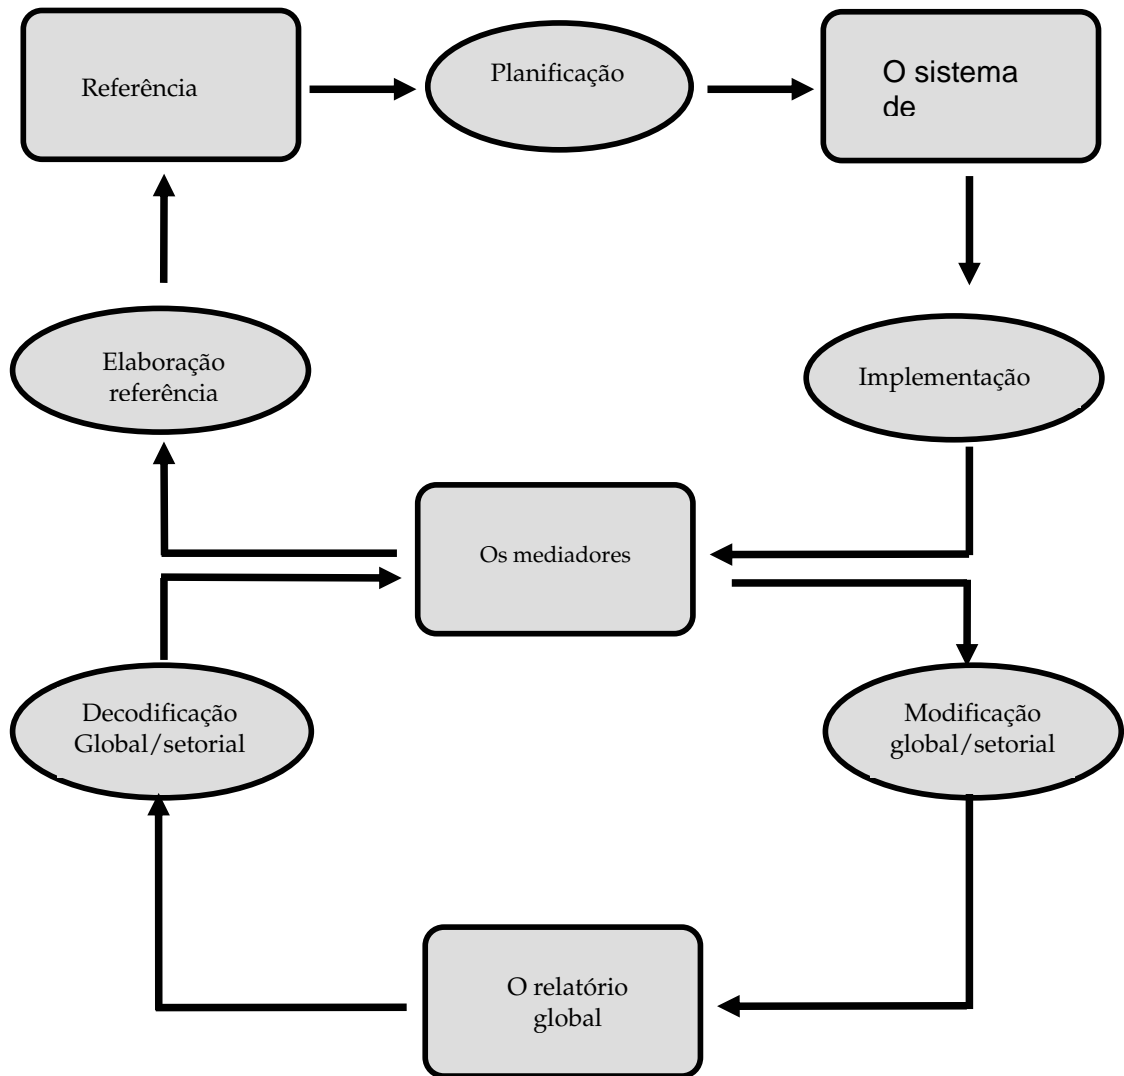 Referência
Planificação
O sistema
de
Elaboração
referência
Implementação
Os mediadores
Decodificação
Global/setorial
Modificação
global/setorial
O relatório
global